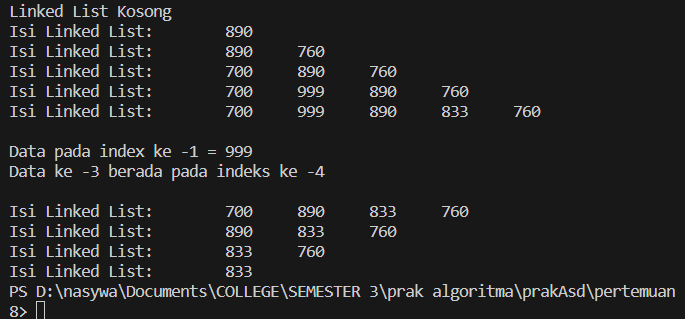 Linked List Kosong
Isi Linked List: 890
Isi Linked List: 890 760
Isi Linked List: 700 890 760
Isi Linked List: 700 999 890 760
Isi Linked List: 700 999 890 833 760
Data pada index ke -1 = 999
Data ke -3 berada pada indeks ke -4
Isi Linked List: 700 890 833 760
Isi Linked List: 890 833 760
Isi Linked List: 833 760
Isi Linked List: 833
PS D:\nasywa\Documents\COLLEGE\SEMESTER 3\prak algoritma\prakAsd\pertemuan
8>